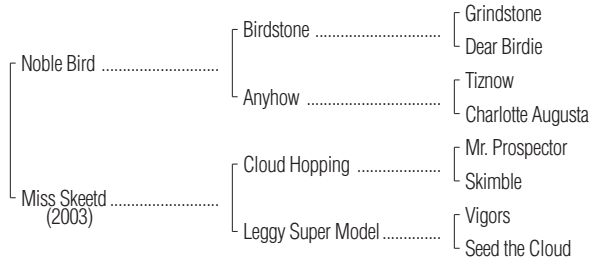 Grindstone
Birdstone ..............................
Dear Birdie
Noble Bird ............................
Tiznow
Anyhow ................................
Charlotte Augusta
Mr. Prospector
Cloud Hopping ....................
Skimble
Miss Skeetd ..........................
(2003)
Vigors
Leggy Super Model ..............
Seed the Cloud